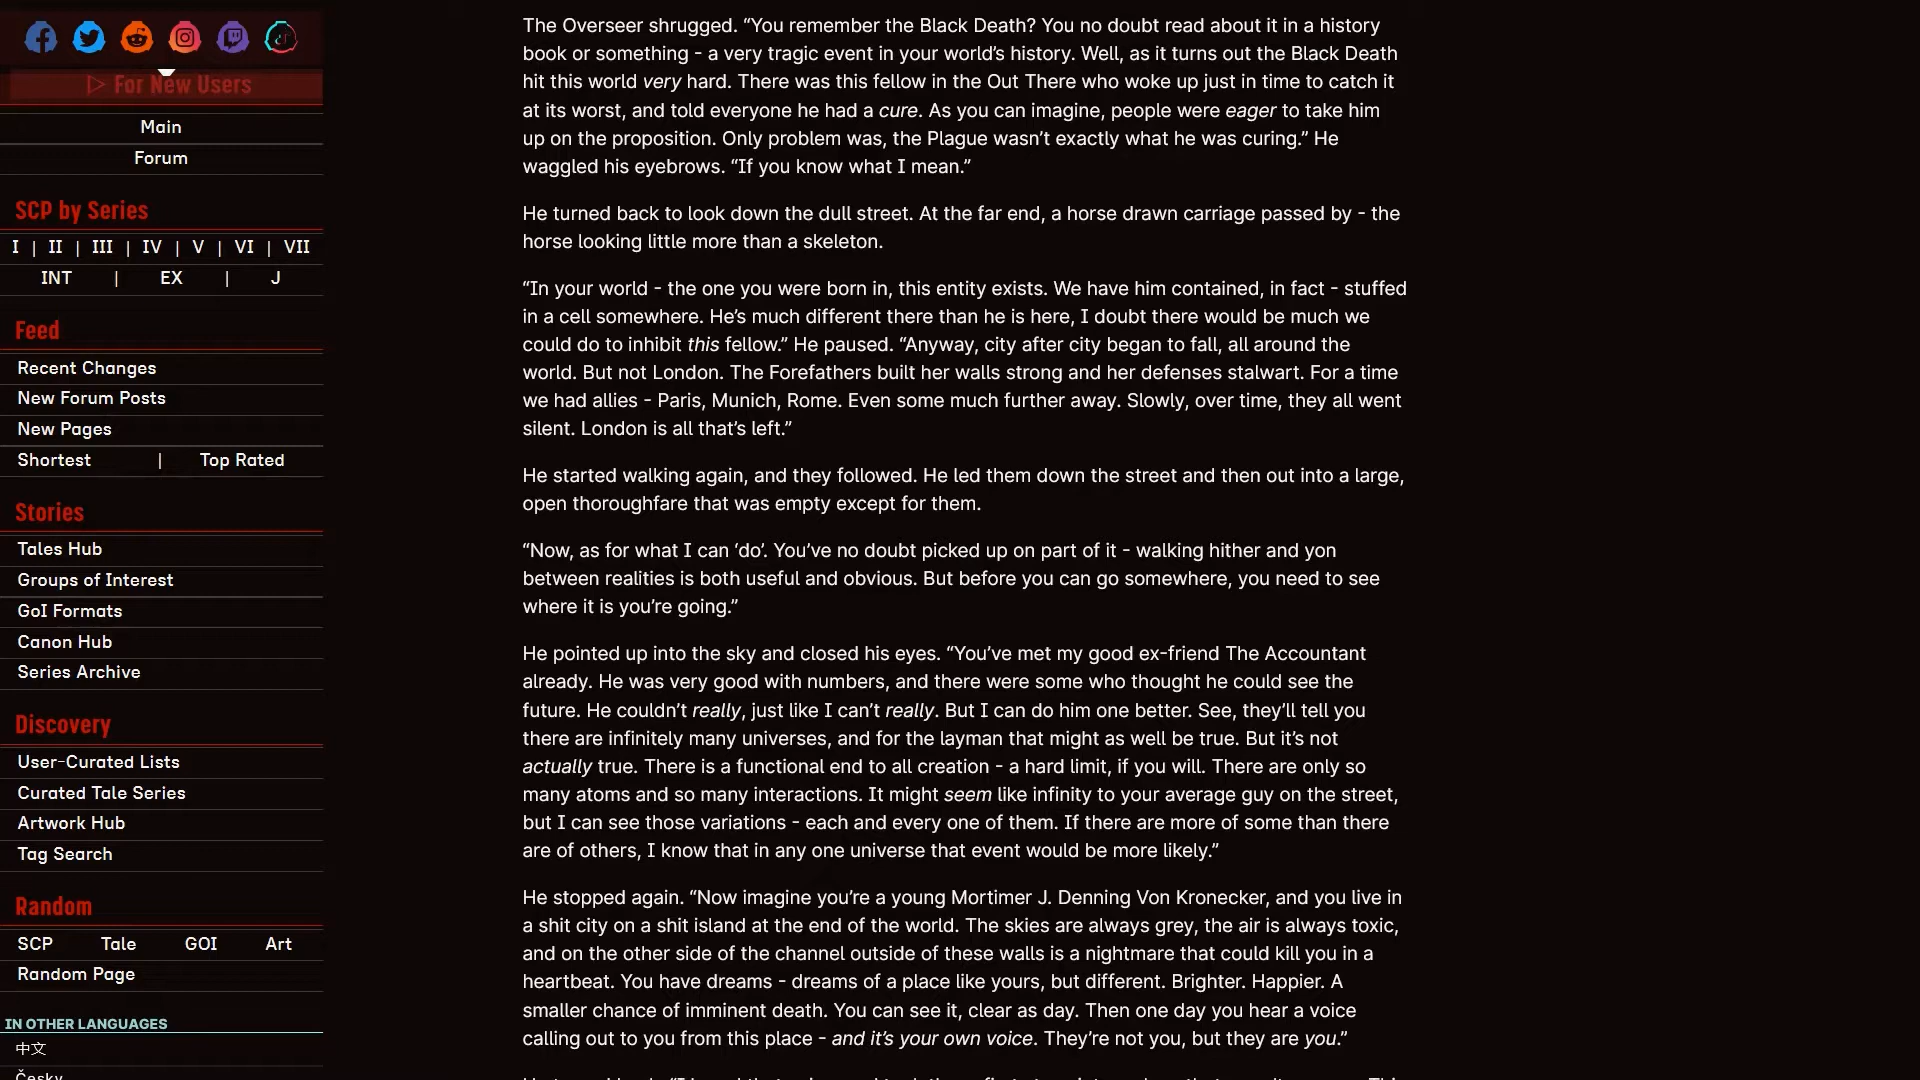 ▷ For New Users
Main
Forum
SCP by Series
I | II | III | IV | V | VI | VII
INT | EX | J
Feed
Recent Changes
New Forum Posts
New Pages
Shortest | Top Rated
Stories
Tales Hub
Groups of Interest
GoI Formats
Canon Hub
Series Archive
Discovery
User-Curated Lists
Curated Tale Series
Artwork Hub
Tag Search
Random
SCP Tale GOI Art
Random Page
IN OTHER LANGUAGES
中文
Česky
The Overseer shrugged. “You remember the Black Death? You no doubt read about it in a history
book or something - a very tragic event in your world’s history. Well, as it turns out the Black Death
hit this world very hard. There was this fellow in the Out There who woke up just in time to catch it
at its worst, and told everyone he had a cure. As you can imagine, people were eager to take him
up on the proposition. Only problem was, the Plague wasn’t exactly what he was curing.” He
waggled his eyebrows. “If you know what I mean.”
He turned back to look down the dull street. At the far end, a horse drawn carriage passed by - the
horse looking little more than a skeleton.
“In your world - the one you were born in, this entity exists. We have him contained, in fact - stuffed
in a cell somewhere. He’s much different there than he is here, I doubt there would be much we
could do to inhibit this fellow.” He paused. “Anyway, city after city began to fall, all around the
world. But not London. The Forefathers built her walls strong and her defenses stalwart. For a time
we had allies - Paris, Munich, Rome. Even some much further away. Slowly, over time, they all went
silent. London is all that’s left.”
He started walking again, and they followed. He led them down the street and then out into a large,
open thoroughfare that was empty except for them.
“Now, as for what I can ‘do’. You’ve no doubt picked up on part of it - walking hither and yon
between realities is both useful and obvious. But before you can go somewhere, you need to see
where it is you’re going.”
He pointed up into the sky and closed his eyes. “You’ve met my good ex-friend The Accountant
already. He was very good with numbers, and there were some who thought he could see the
future. He couldn’t really, just like I can’t really. But I can do him one better. See, they’ll tell you
there are infinitely many universes, and for the layman that might as well be true. But it’s not
actually true. There is a functional end to all creation - a hard limit, if you will. There are only so
many atoms and so many interactions. It might seem like infinity to your average guy on the street,
but I can see those variations - each and every one of them. If there are more of some than there
are of others, I know that in any one universe that event would be more likely.”
He stopped again. “Now imagine you’re a young Mortimer J. Denning Von Kronecker, and you live in
a shit city on a shit island at the end of the world. The skies are always grey, the air is always toxic,
and on the other side of the channel outside of these walls is a nightmare that could kill you in a
heartbeat. You have dreams - dreams of a place like yours, but different. Brighter. Happier. A
smaller chance of imminent death. You can see it, clear as day. Then one day you hear a voice
calling out to you from this place - and it’s your own voice. They’re not you, but they are you.”